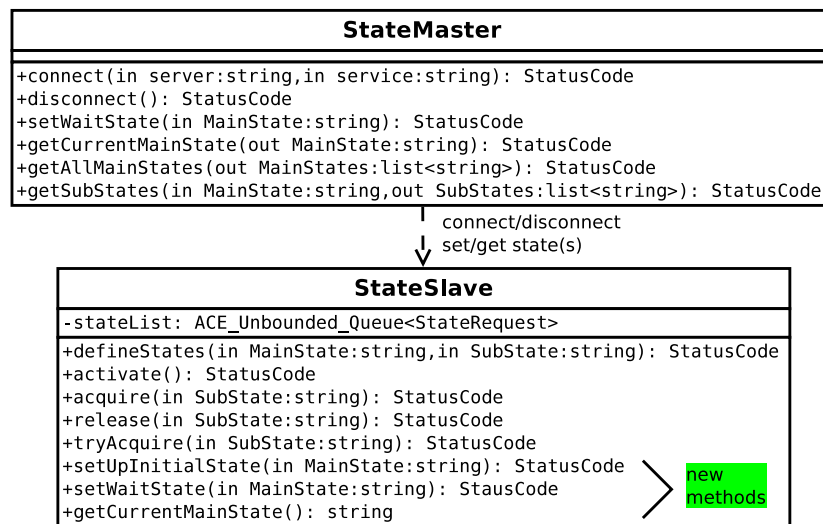 StateMaster
+connect(in server:string,in service:string): StatusCode
+disconnect(): StatusCode
+setWaitState(in MainState:string): StatusCode
+getCurrentMainState(out MainState:string): StatusCode
+getAllMainStates(out MainStates:list<string>): StatusCode
+getSubStates(in MainState:string,out SubStates:list<string>): StatusCode
connect/disconnect
set/get state(s)
StateSlave
-stateList: ACE_Unbounded_Queue<StateRequest>
+defineStates(in MainState:string,in SubState:string): StatusCode
+activate(): StatusCode
+acquire(in SubState:string): StatusCode
+release(in SubState:string): StatusCode
+tryAcquire(in SubState:string): StatusCode
+setUpInitialState(in MainState:string): StatusCode
+setWaitState(in MainState:string): StausCode
+getCurrentMainState(): string
new
methods